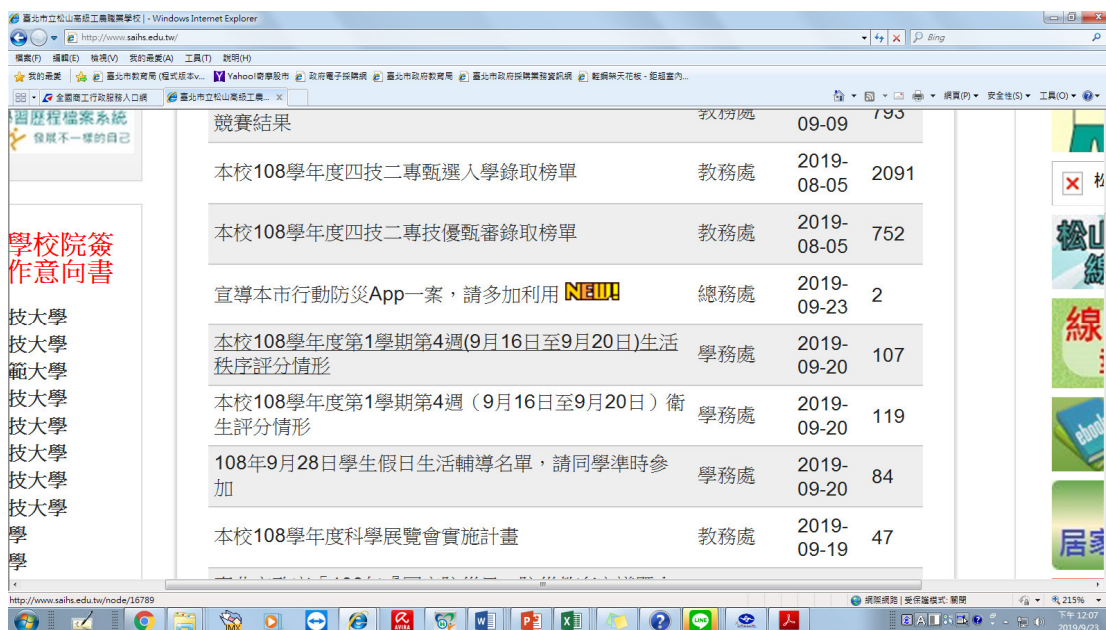 臺北市立松山高級工農職業學校 | - Windows Internet Explorer
http://www.saihs.edu.tw/
Bing
檔案(F) 編輯(E) 檢視(V) 我的最愛(A) 工具(T) 說明(H)
我的最愛 臺北市教育局 (程式版本v... Yahoo!奇摩股市 政府電子採購網 臺北市政府教育局 臺北市政府採購業務資訊網 輕鋼架天花板 - 鉅超室內...
全國商工行政服務人口網 臺北市立松山高級工農... x
網頁(P) 安全性(S) 工具(O)
習歷程檔案系統
發展不一樣的自己
學校院簽
作意向書
技大學
技大學
範大學
技大學
技大學
技大學
技大學
技大學
學
學
競賽結果 教務處 09-09 793
本校108學年度四技二專甄選入學錄取榜單 教務處 2019-
08-05 2091
本校108學年度四技二專技優甄審錄取榜單 教務處 2019-
08-05 752
宣導本市行動防災App一案，請多加利用 NEW! 總務處 2019-
09-23 2
本校108學年度第1學期第4週(9月16日至9月20日)生活
秩序評分情形 學務處 2019-
09-20 107
本校108學年度第1學期第4週（9月16日至9月20日）衛
生評分情形 學務處 2019-
09-20 119
108年9月28日學生假日生活輔導名單，請同學準時參
加 學務處 2019-
09-20 84
本校108學年度科學展覽會實施計畫 教務處 2019-
09-19 47
松山
線
ebook
居家
http://www.saihs.edu.tw/node/16789
網際網路 | 受保護模式: 關閉
215%
AVIRA
LINE
下午 12:07
2019/9/23